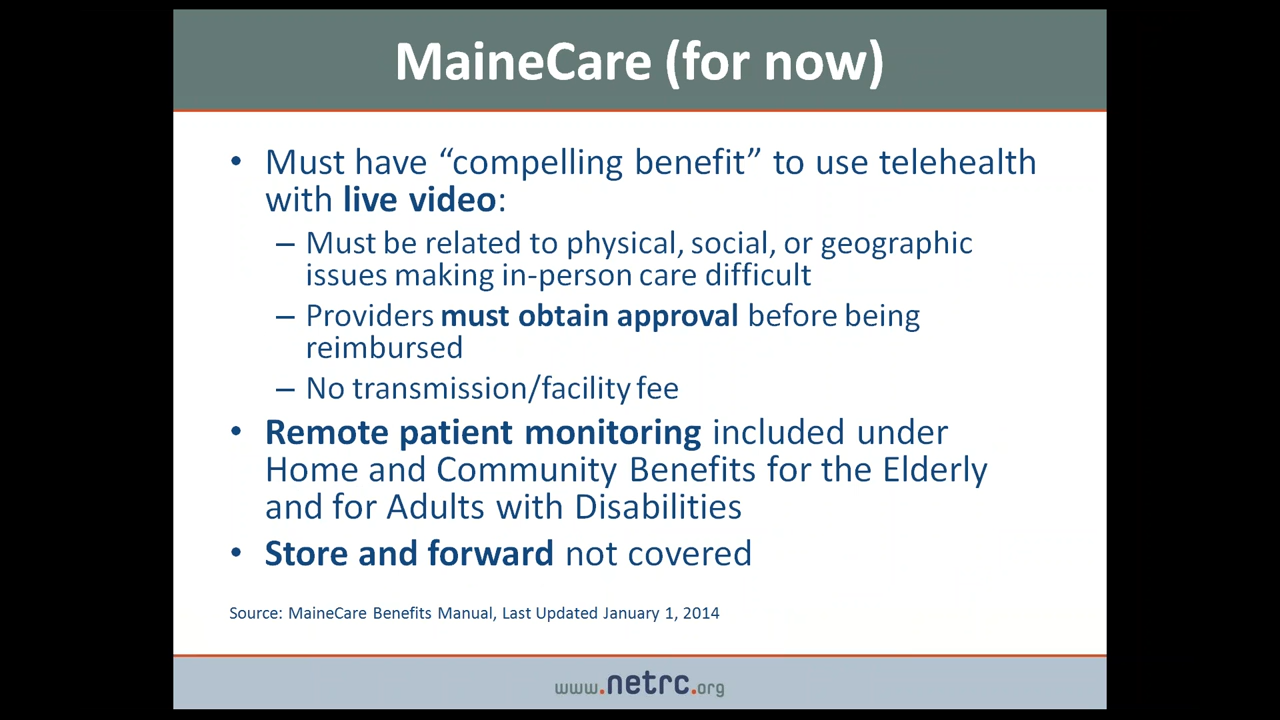 MaineCare (for now)
• Must have “compelling benefit” to use telehealth
with live video:
– Must be related to physical, social, or geographic
issues making in-person care difficult
– Providers must obtain approval before being
reimbursed
– No transmission/facility fee
• Remote patient monitoring included under
Home and Community Benefits for the Elderly
and for Adults with Disabilities
• Store and forward not covered
Source: MaineCare Benefits Manual, Last Updated January 1, 2014
www.netrc.org